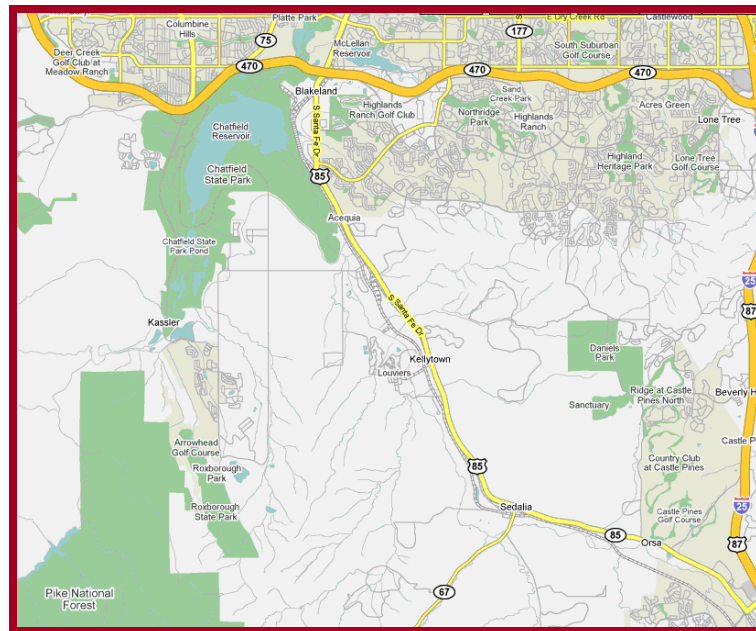 Platte Park
E Dry Creek Rd
Castlewood
Columbine
Hills
177
S
75
McLellan
Reservoir
South Suburban
Golf Course
Deer Creek
Golf Club at
Meadow Ranch
470
470
470
Blakeland
Sand
Creek Park
Highlands
Ranch Golf Club
Northridge
Park
Highlands
Ranch
Acres Green
Lone Tree
S Santa Fe Dr
Chatfield
Reservoir
Highland
Heritage Park
Lone Tree
Golf Course
Chatfield
State Park
85
Acequia
Chatfield State
Park Pond
25
S Santa Fe Dr
87
Kassler
Daniels
Park
Kellytown
Louviers
Ridge at Castle
Pines North
Beverly H
Sanctuary
Arrowhead
Golf Course
Castle P
Country Club
at Castle Pines
Roxborough
Park
85
Roxborough
State Park
Sedalia
25
Castle Pines
Golf Course
85
Orsa
87
Pike National
Forest
67